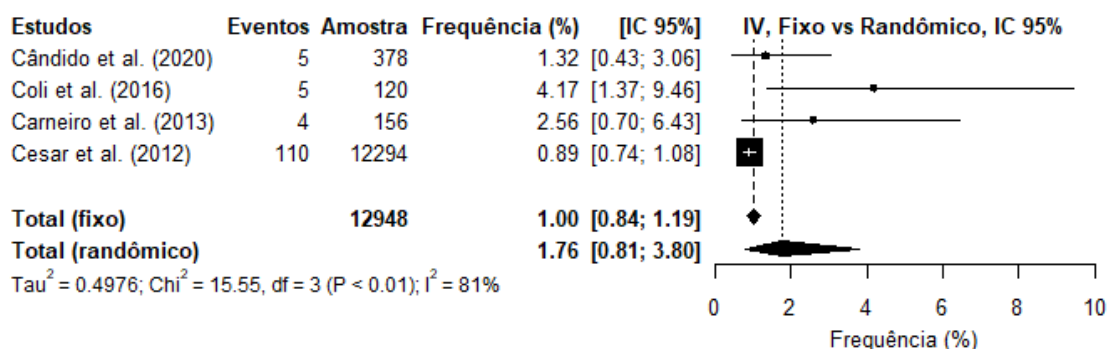 Estudos Eventos Amostra Frequência (%) [IC 95%] IV, Fixo vs Randômico, IC 95%
Cândido et al. (2020) 5 378 1.32 [0.43; 3.06]
Coli et al. (2016) 5 120 4.17 [1.37; 9.46]
Carneiro et al. (2013) 4 156 2.56 [0.70; 6.43]
Cesar et al. (2012) 110 12294 0.89 [0.74; 1.08]
Total (fixo) 12948 1.00 [0.84; 1.19]
Total (randômico) 1.76 [0.81; 3.80]
Tau² = 0.4976; Chi² = 15.55, df = 3 (P < 0.01); I² = 81%
0 2 4 6 8 10
Frequência (%)